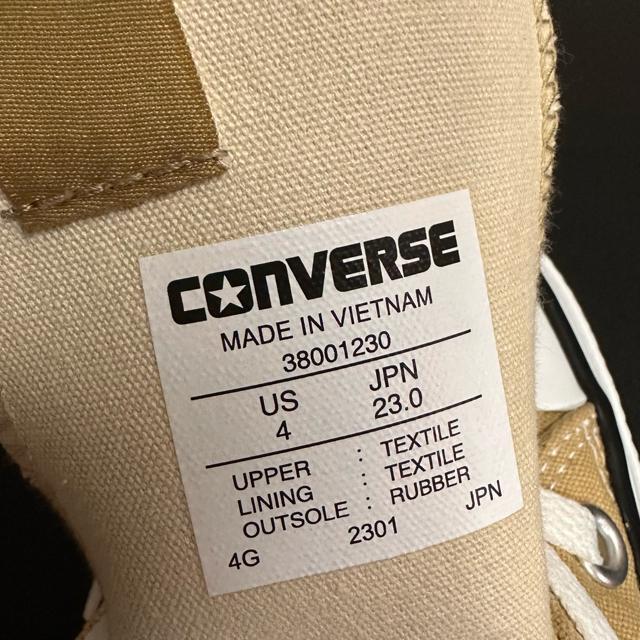 CONVERSE
MADE IN VIETNAM
38001230
US JPN
4 23.0
UPPER : TEXTILE
LINING : TEXTILE
OUTSOLE : RUBBER
4G 2301 JPN